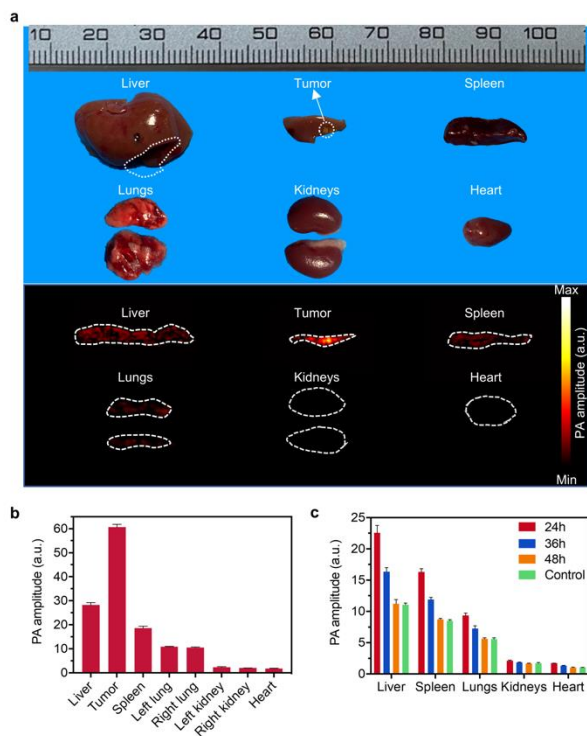 a
10 20 30 40 50 60 70 80 90 100
Liver Tumor Spleen
Lungs Kidneys Heart
Max
Liver Tumor Spleen
Lungs Kidneys Heart
PA amplitude (a.u.)
Min
b
PA amplitude (a.u.)
60
50
40
30
20
10
0
Liver Tumor Spleen Left lung Right lung Left kidney Right kidney Heart
c
PA amplitude (a.u.)
25
20
15
10
5
0
24h
36h
48h
Control
Liver Spleen Lungs Kidneys Heart